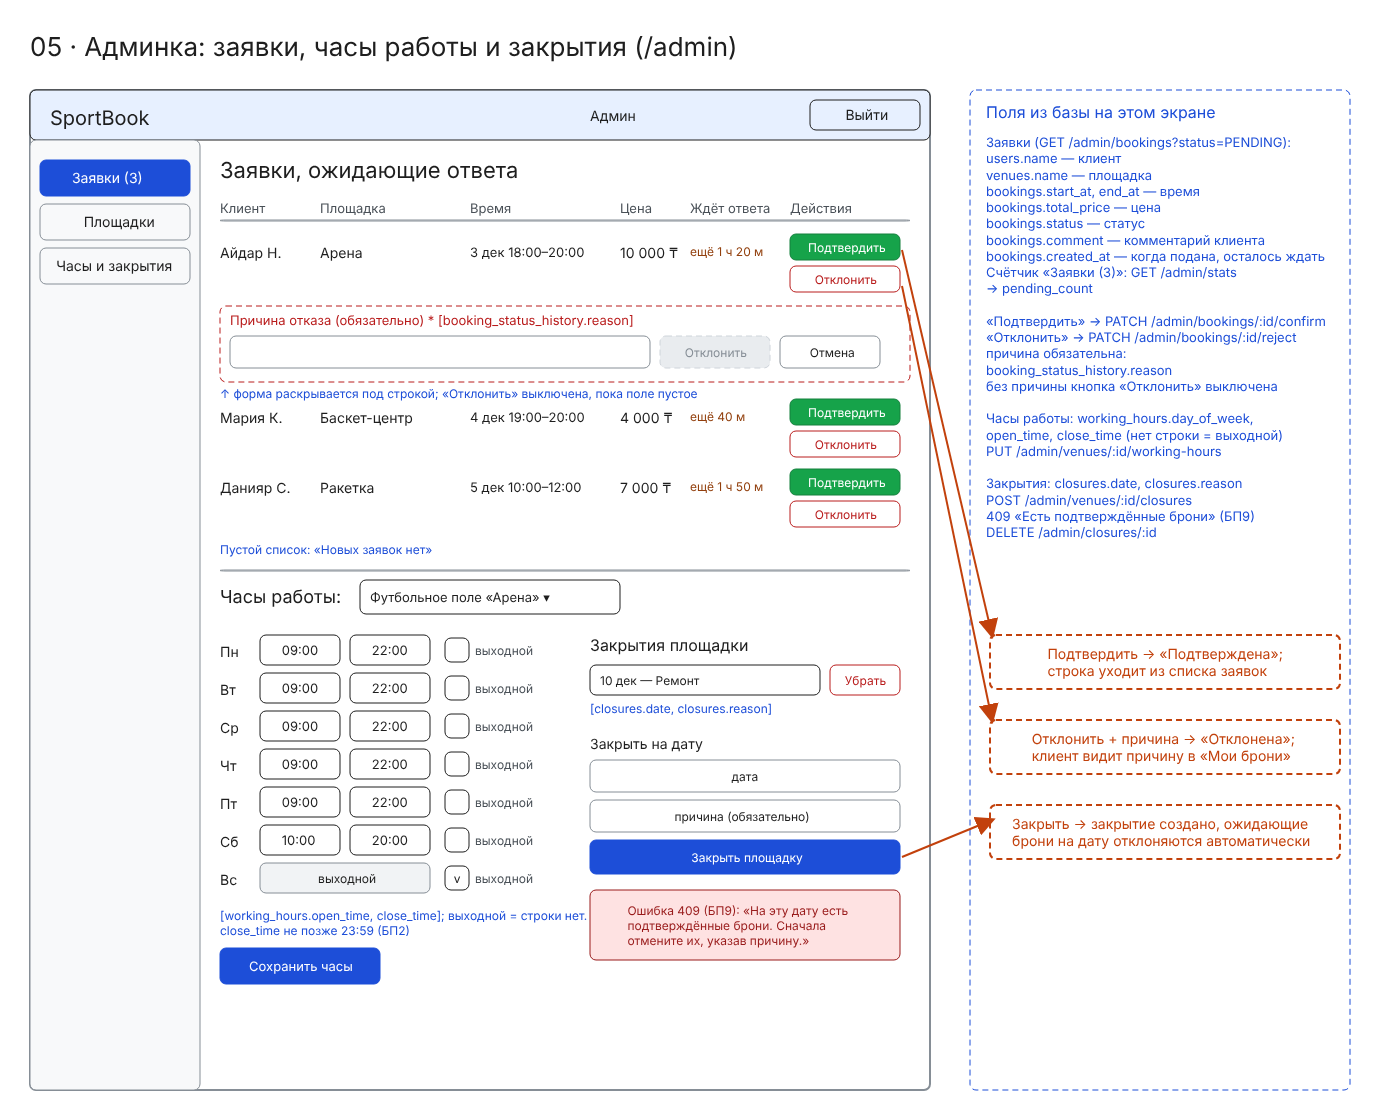 05 · Админка: заявки, часы работы и закрытия (/admin)
SportBook
Админ
Выйти
Заявки (3)
Площадки
Часы и закрытия
Заявки, ожидающие ответа
Клиент Площадка Время Цена Ждёт ответа Действия
Айдар Н. Арена 3 дек 18:00–20:00 10 000 ₸ ещё 1 ч 20 м Подтвердить
Отклонить
Причина отказа (обязательно) * [booking_status_history.reason]
Отклонить Отмена
↑ форма раскрывается под строкой; «Отклонить» выключена, пока поле пустое
Мария К. Баскет-центр 4 дек 19:00–20:00 4 000 ₸ ещё 40 м Подтвердить
Отклонить
Данияр С. Ракетка 5 дек 10:00–12:00 7 000 ₸ ещё 1 ч 50 м Подтвердить
Отклонить
Пустой список: «Новых заявок нет»
Часы работы: Футбольное поле «Арена» ▾
Пн 09:00 22:00 выходной
Вт 09:00 22:00 выходной
Ср 09:00 22:00 выходной
Чт 09:00 22:00 выходной
Пт 09:00 22:00 выходной
Сб 10:00 20:00 выходной
Вс выходной v выходной
[working_hours.open_time, close_time]; выходной = строки нет.
close_time не позже 23:59 (БП2)
Сохранить часы
Закрытия площадки
10 дек — Ремонт Убрать
[closures.date, closures.reason]
Закрыть на дату
дата
причина (обязательно)
Закрыть площадку
Ошибка 409 (БП9): «На эту дату есть
подтверждённые брони. Сначала
отмените их, указав причину.»
Поля из базы на этом экране
Заявки (GET /admin/bookings?status=PENDING):
users.name — клиент
venues.name — площадка
bookings.start_at, end_at — время
bookings.total_price — цена
bookings.status — статус
bookings.comment — комментарий клиента
bookings.created_at — когда подана, осталось ждать
Счётчик «Заявки (3)»: GET /admin/stats
→ pending_count
«Подтвердить» → PATCH /admin/bookings/:id/confirm
«Отклонить» → PATCH /admin/bookings/:id/reject
причина обязательна:
booking_status_history.reason
без причины кнопка «Отклонить» выключена
Часы работы: working_hours.day_of_week,
open_time, close_time (нет строки = выходной)
PUT /admin/venues/:id/working-hours
Закрытия: closures.date, closures.reason
POST /admin/venues/:id/closures
409 «Есть подтверждённые брони» (БП9)
DELETE /admin/closures/:id
Подтвердить → «Подтверждена»;
строка уходит из списка заявок
Отклонить + причина → «Отклонена»;
клиент видит причину в «Мои брони»
Закрыть → закрытие создано, ожидающие
брони на дату отклоняются автоматически